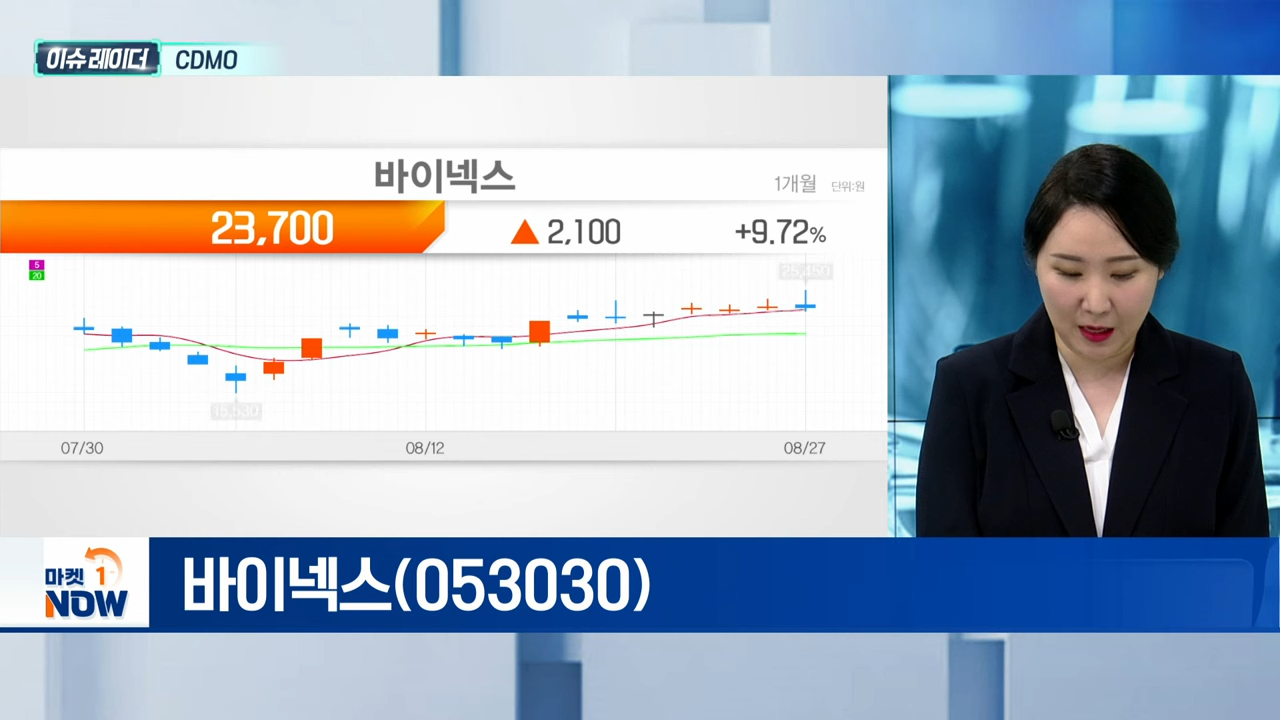 이슈 레이더 CDMO
바이넥스
1개월 단위:원
23,700 ▲ 2,100 +9.72%
5
20
25,450
15,530
07/30 08/12 08/27
마켓 1
NOW
바이넥스(053030)